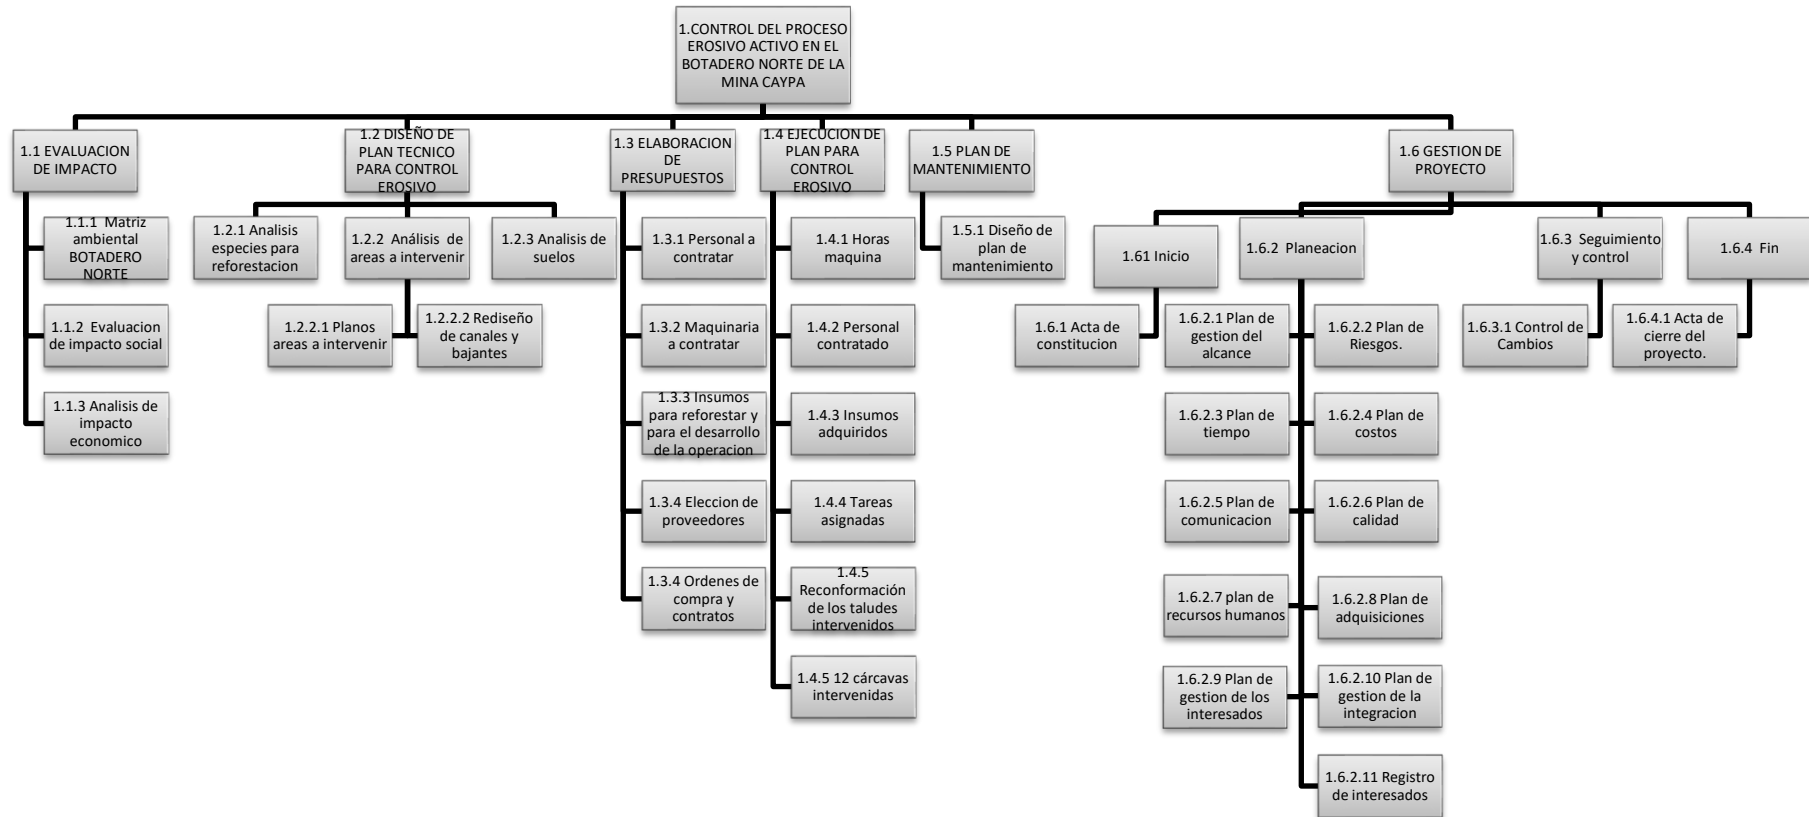 1.CONTROL DEL PROCESO
EROSIVO ACTIVO EN EL
BOTADERO NORTE DE LA
MINA CAYPA
1.1 EVALUACION
DE IMPACTO
1.1.1 Matriz
ambiental
BOTADERO
NORTE
1.1.2 Evaluacion
de impacto social
1.1.3 Analisis de
impacto
economico
1.2 DISEÑO DE
PLAN TECNICO
PARA CONTROL
EROSIVO
1.2.1 Analisis
especies para
reforestacion
1.2.2 Análisis de
areas a intervenir
1.2.2.1 Planos
areas a intervenir
1.2.2.2 Rediseño
de canales y
bajantes
1.2.3 Analisis de
suelos
1.3 ELABORACION
DE
PRESUPUESTOS
1.3.1 Personal a
contratar
1.3.2 Maquinaria
a contratar
1.3.3 Insumos
para reforestar y
para el desarrollo
de la operacion
1.3.4 Eleccion de
proveedores
1.3.4 Ordenes de
compra y
contratos
1.4 EJECUCION DE
PLAN PARA
CONTROL
EROSIVO
1.4.1 Horas
maquina
1.4.2 Personal
contratado
1.4.3 Insumos
adquiridos
1.4.4 Tareas
asignadas
1.4.5
Reconformación
de los taludes
intervenidos
1.4.5 12 cárcavas
intervenidas
1.5 PLAN DE
MANTENIMIENTO
1.5.1 Diseño de
plan de
mantenimiento
1.6 GESTION DE
PROYECTO
1.61 Inicio
1.6.1 Acta de
constitucion
1.6.2 Planeacion
1.6.2.1 Plan de
gestion del
alcance
1.6.2.2 Plan de
Riesgos.
1.6.2.3 Plan de
tiempo
1.6.2.4 Plan de
costos
1.6.2.5 Plan de
comunicacion
1.6.2.6 Plan de
calidad
1.6.2.7 plan de
recursos humanos
1.6.2.8 Plan de
adquisiciones
1.6.2.9 Plan de
gestion de los
interesados
1.6.2.10 Plan de
gestion de la
integracion
1.6.2.11 Registro
de interesados
1.6.3 Seguimiento
y control
1.6.3.1 Control de
Cambios
1.6.4 Fin
1.6.4.1 Acta de
cierre del
proyecto.